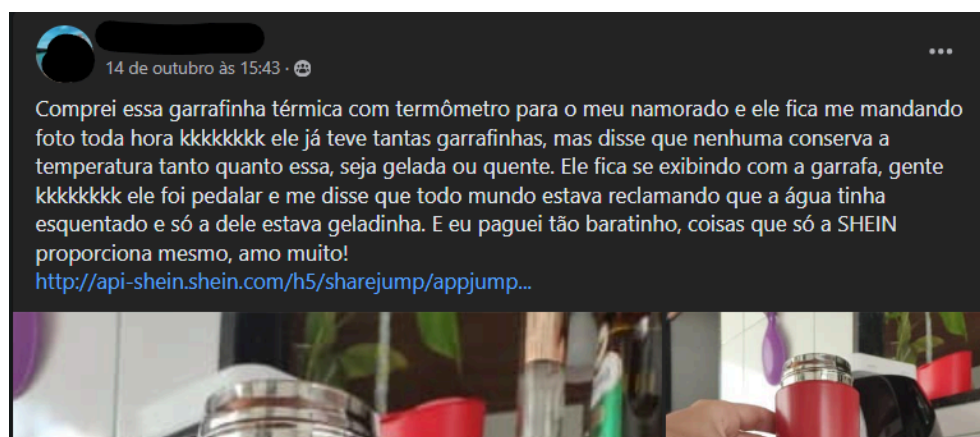 14 de outubro às 15:43 ·
Comprei essa garrafinha térmica com termômetro para o meu namorado e ele fica me mandando
foto toda hora kkkkkkkk ele já teve tantas garrafinhas, mas disse que nenhuma conserva a
temperatura tanto quanto essa, seja gelada ou quente. Ele fica se exibindo com a garrafa, gente
kkkkkkkk ele foi pedalar e me disse que todo mundo estava reclamando que a água tinha
esquentado e só a dele estava geladinha. E eu paguei tão baratinho, coisas que só a SHEIN
proporciona mesmo, amo muito!
http://api-shein.shein.com/h5/sharejump/appjump...